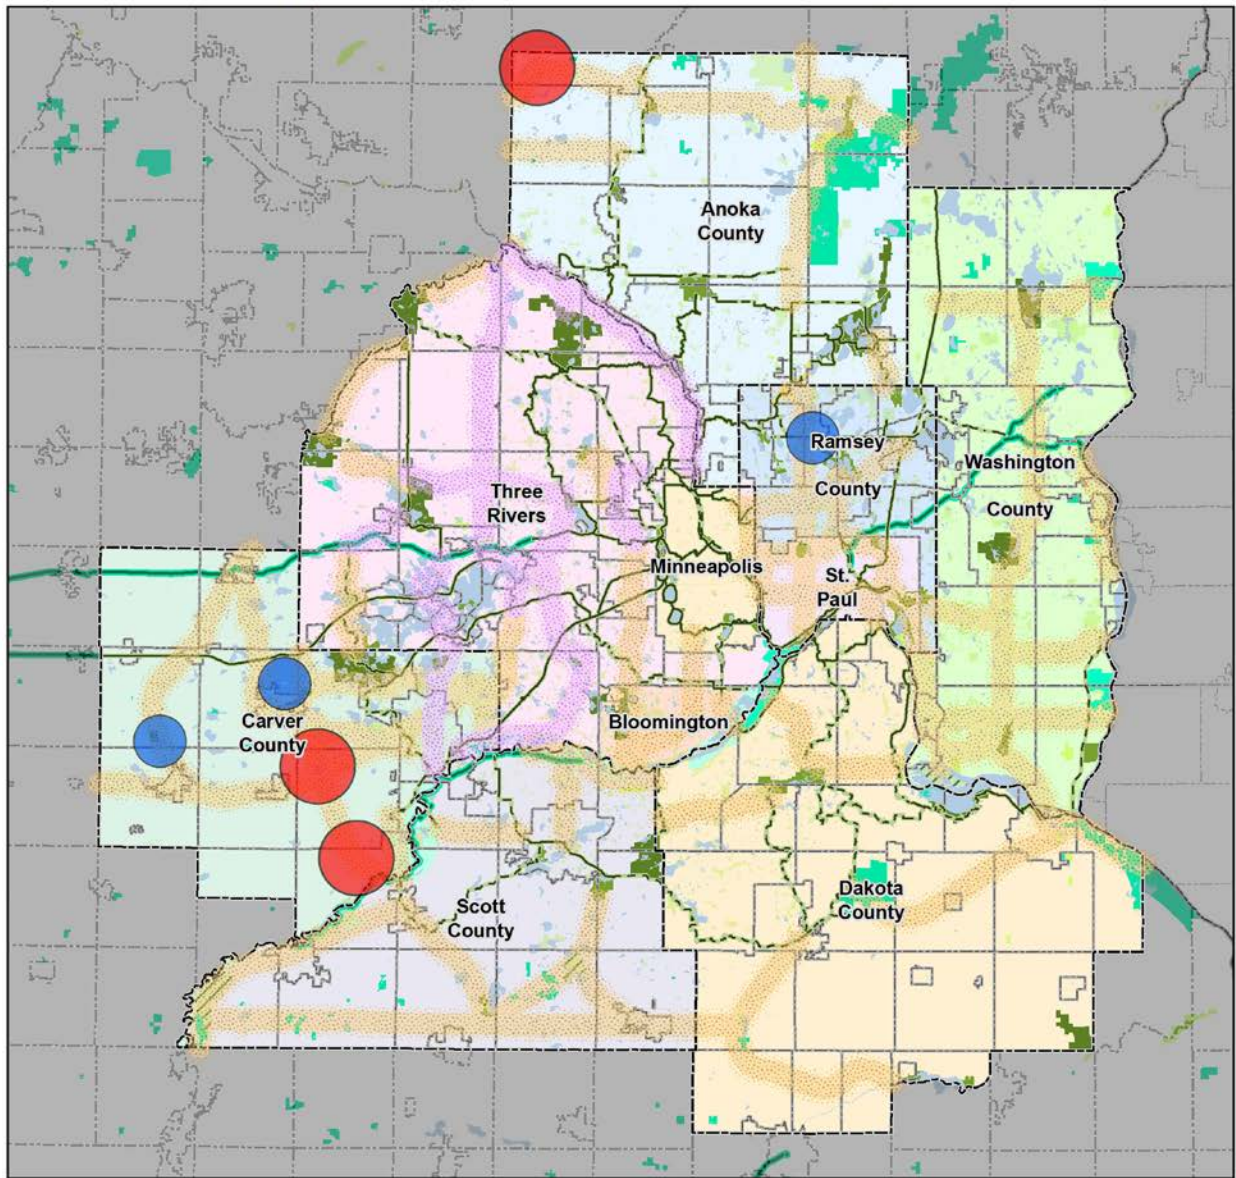 Anoka
County
Ramsey
County
Washington
County
Three
Rivers
Minneapolis
St.
Paul
Carver
County
Bloomington
Scott
County
Dakota
County